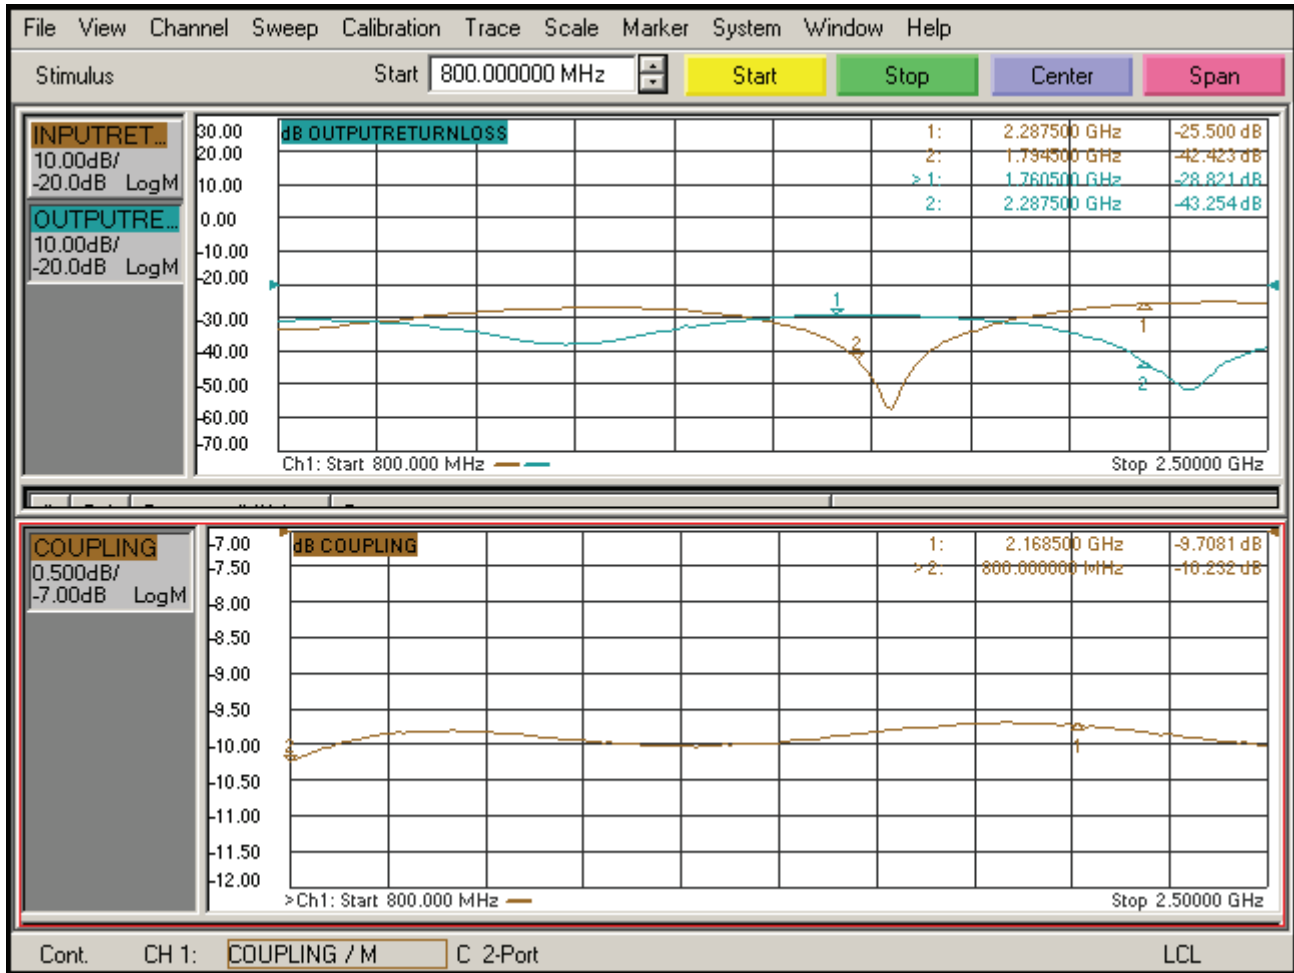 File View Channel Sweep Calibration Trace Scale Marker System Window Help
Stimulus Start 800.000000 MHz Start Stop Center Span
INPUTRET...
10.00dB/
-20.0dB LogM
OUTPUTRE...
10.00dB/
-20.0dB LogM
30.00
20.00
10.00
0.00
-10.00
-20.00
-30.00
-40.00
-50.00
-60.00
-70.00
dB OUTPUTRETURNLOSS
1: 2.287500 GHz -25.500 dB
2: 1.794500 GHz -42.423 dB
> 1: 1.760500 GHz -28.821 dB
2: 2.287500 GHz -43.254 dB
1
2
1
2
Ch1: Start 800.000 MHz
Stop 2.50000 GHz
COUPLING
0.500dB/
-7.00dB LogM
-7.00
-7.50
-8.00
-8.50
-9.00
-9.50
-10.00
-10.50
-11.00
-11.50
-12.00
dB COUPLING
1: 2.168500 GHz -9.7081 dB
> 2: 800.000000 MHz -10.232 dB
2
1
>Ch1: Start 800.000 MHz
Stop 2.50000 GHz
Cont. CH 1: COUPLING / M C 2-Port LCL